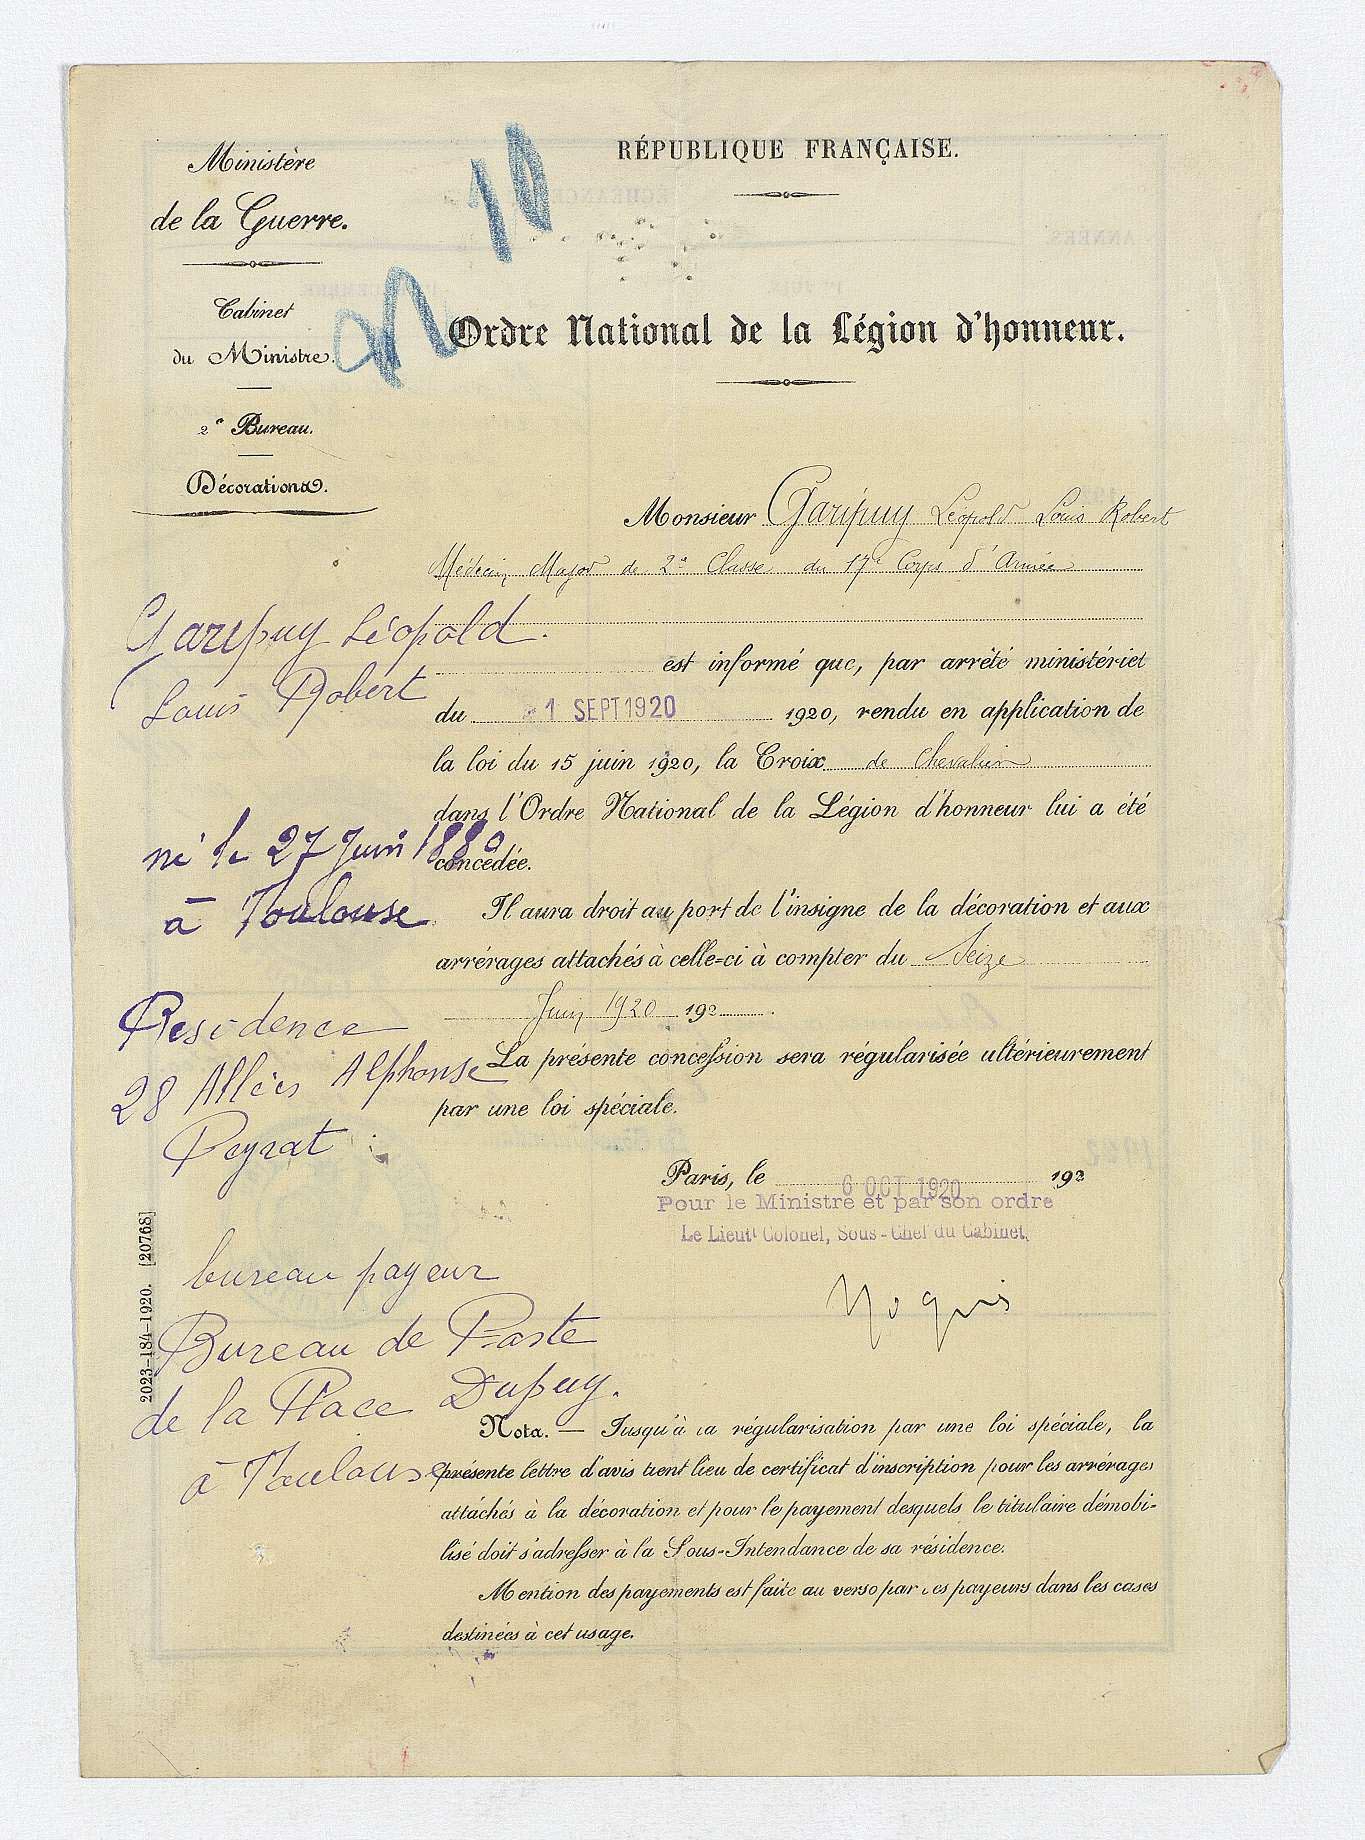 Ministère
de la Guerre.
Cabinet
du Ministre.
2e Bureau.
Décorations.
10
RÉPUBLIQUE FRANÇAISE.
Ordre National de la Légion d'honneur.
Monsieur Garipuy Léopold Louis Robert
Médecin Major de 2e Classe du 17e Corps d'Armée
est informé que, par arrêté ministériel
du 1 SEPT 1920 1920, rendu en application de
la loi du 15 juin 1920, la Croix de Chevalier
dans l'Ordre National de la Légion d'honneur lui a été
concédée.
Il aura droit au port de l'insigne de la décoration et aux
arrérages attachés à celle-ci à compter du Seize
Juin 1920 192 .
La présente concession sera régularisée ultérieurement
par une loi spéciale.
Paris, le 6 OCT 1920 192
Pour le Ministre et par son ordre
Le Lieutt Colonel, Sous-Chef du Cabinet,
Noguès
Garipuy Léopold.
Louis Robert
né le 27 Juin 1880
à Toulouse
Residence
28 Allées Alphonse
Peyrat
bureau payeur
Bureau de Poste
de la Place Dupuy.
à Toulouse
2023-184-1920. [20768]
Nota. — Jusqu'à sa régularisation par une loi spéciale, la
présente lettre d'avis tient lieu de certificat d'inscription pour les arrérages
attachés à la décoration et pour le payement desquels le titulaire démobi-
lisé doit s'adresser à la Sous-Intendance de sa résidence.
Mention des payements est faite au verso par les payeurs dans les cases
destinées à cet usage.